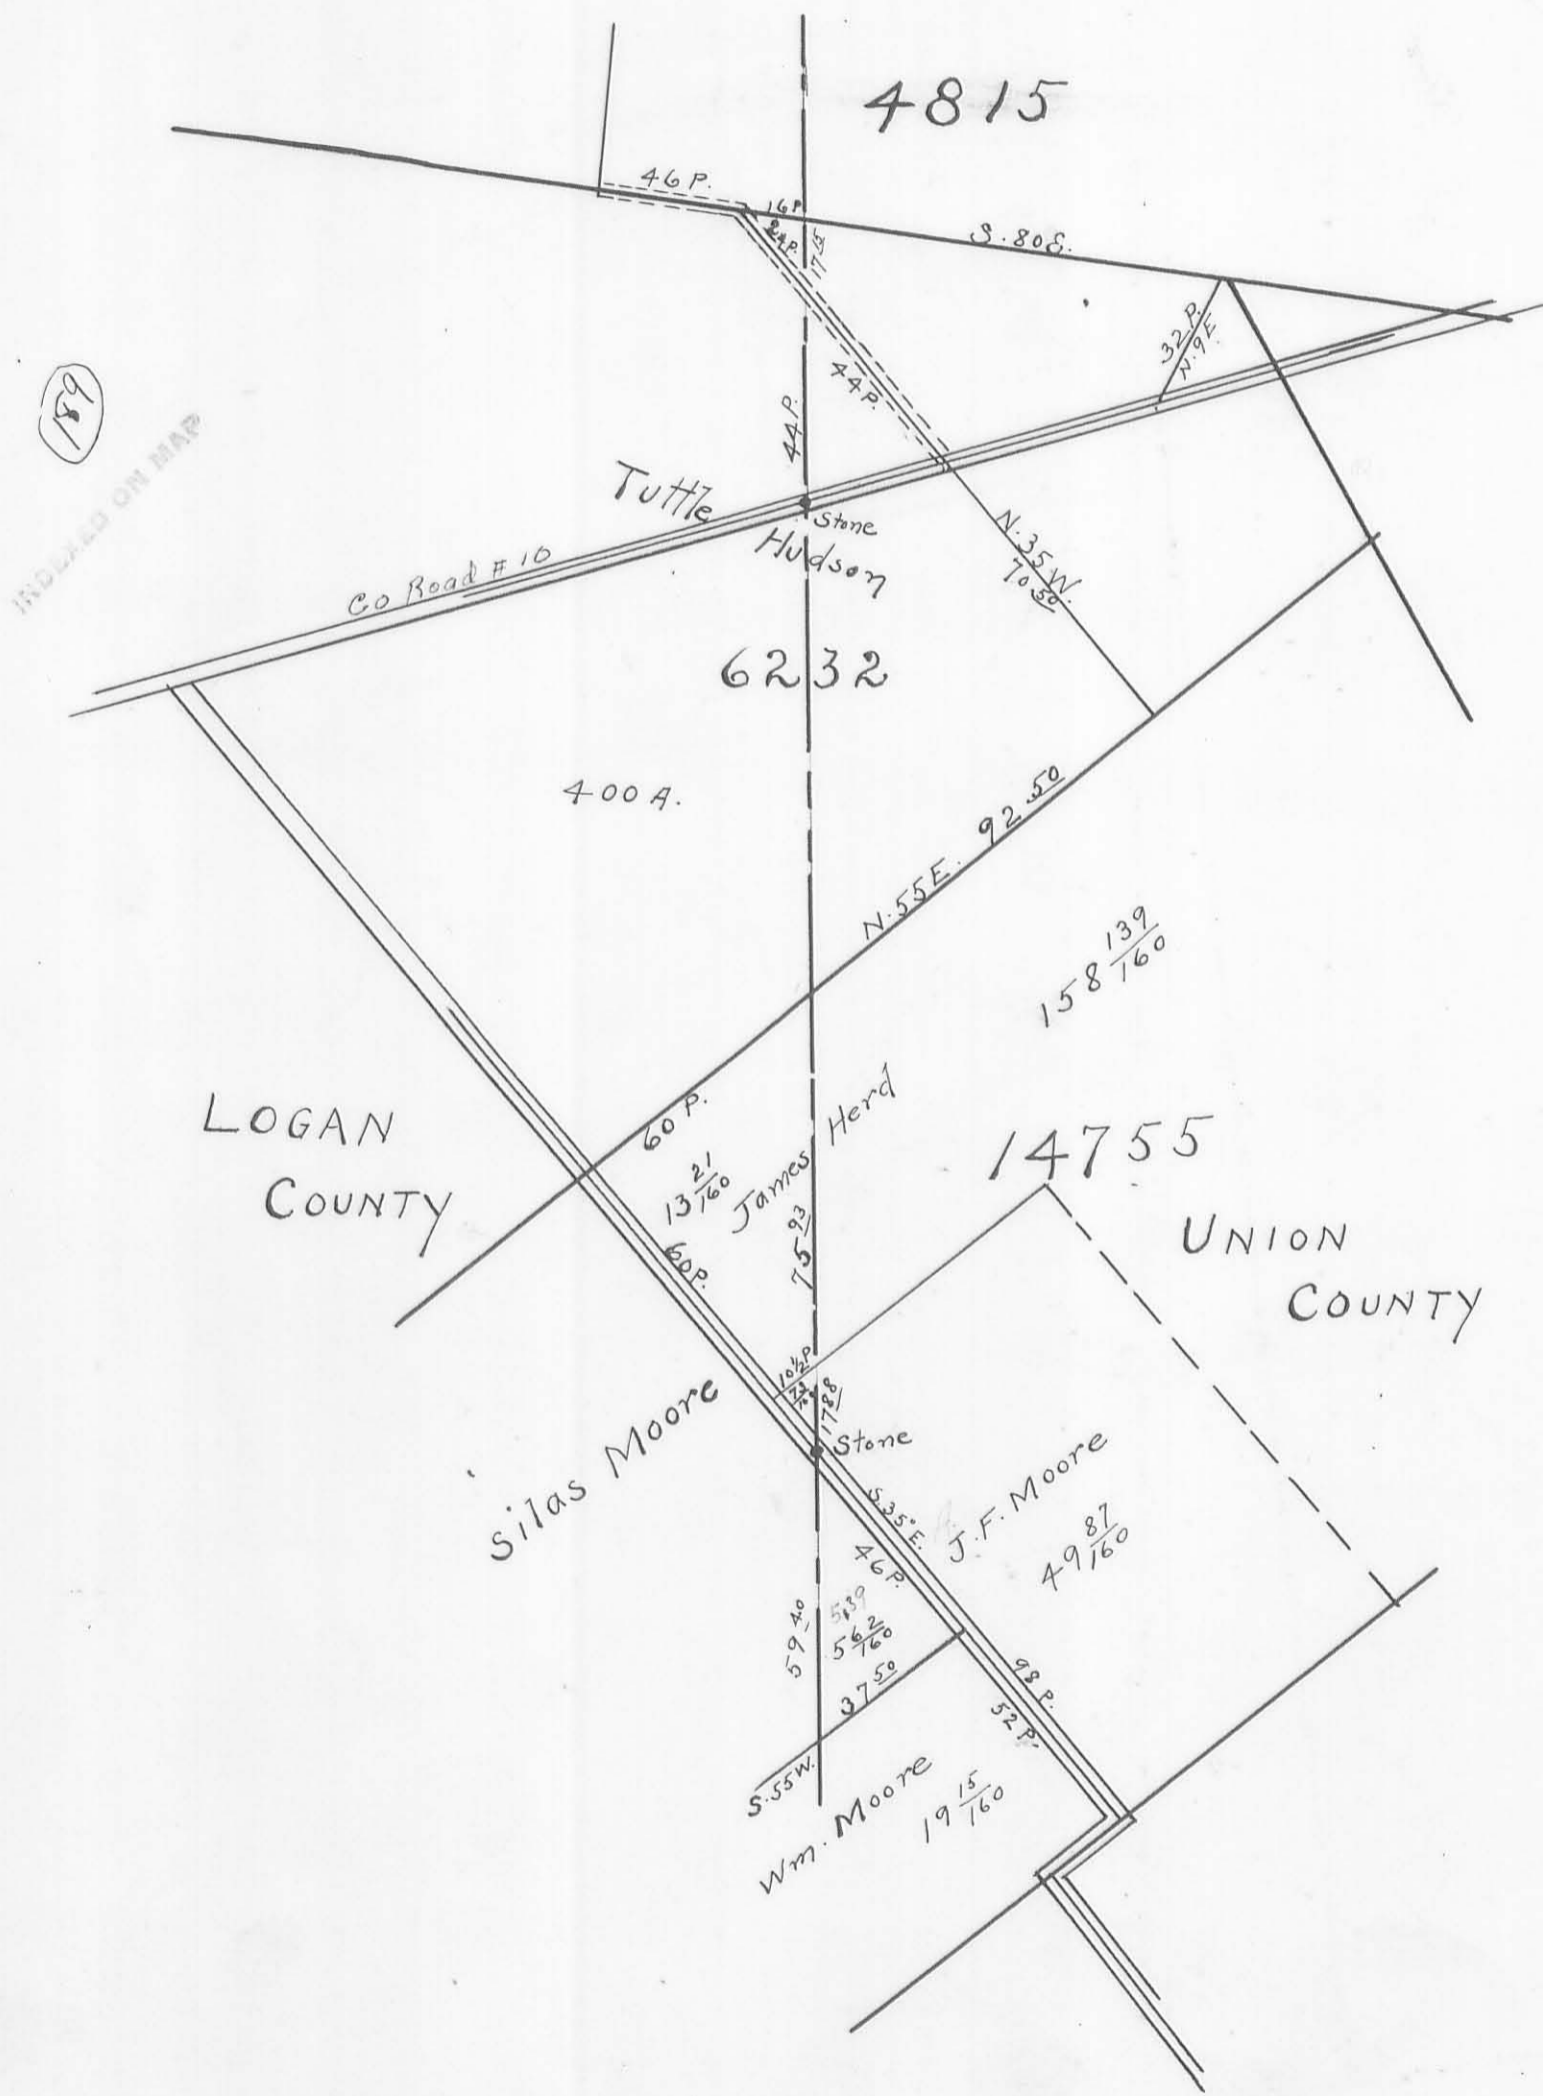 4815
46 P.
16 P
24 P.
17 15
S. 80 E.
32 P.
N. 9 E
44 P.
44 P.
189
INDEXED ON MAP
Tuttle
Stone
Hudson
Co Road # 10
N. 35 W.
70 50
6232
400 A.
N. 55 E. 92 50
158 139/160
LOGAN
COUNTY
60 P.
13 21/160
James Herd
14755
60 P.
75 93
UNION
COUNTY
10 1/2 P
17 88
Silas Moore
Stone
S. 35° E.
J. F. Moore
49 87/160
46 P.
59 40
5.39
5 62/160
37 50
98 P.
52 P.
S. 55 W.
Wm. Moore
19 15/160